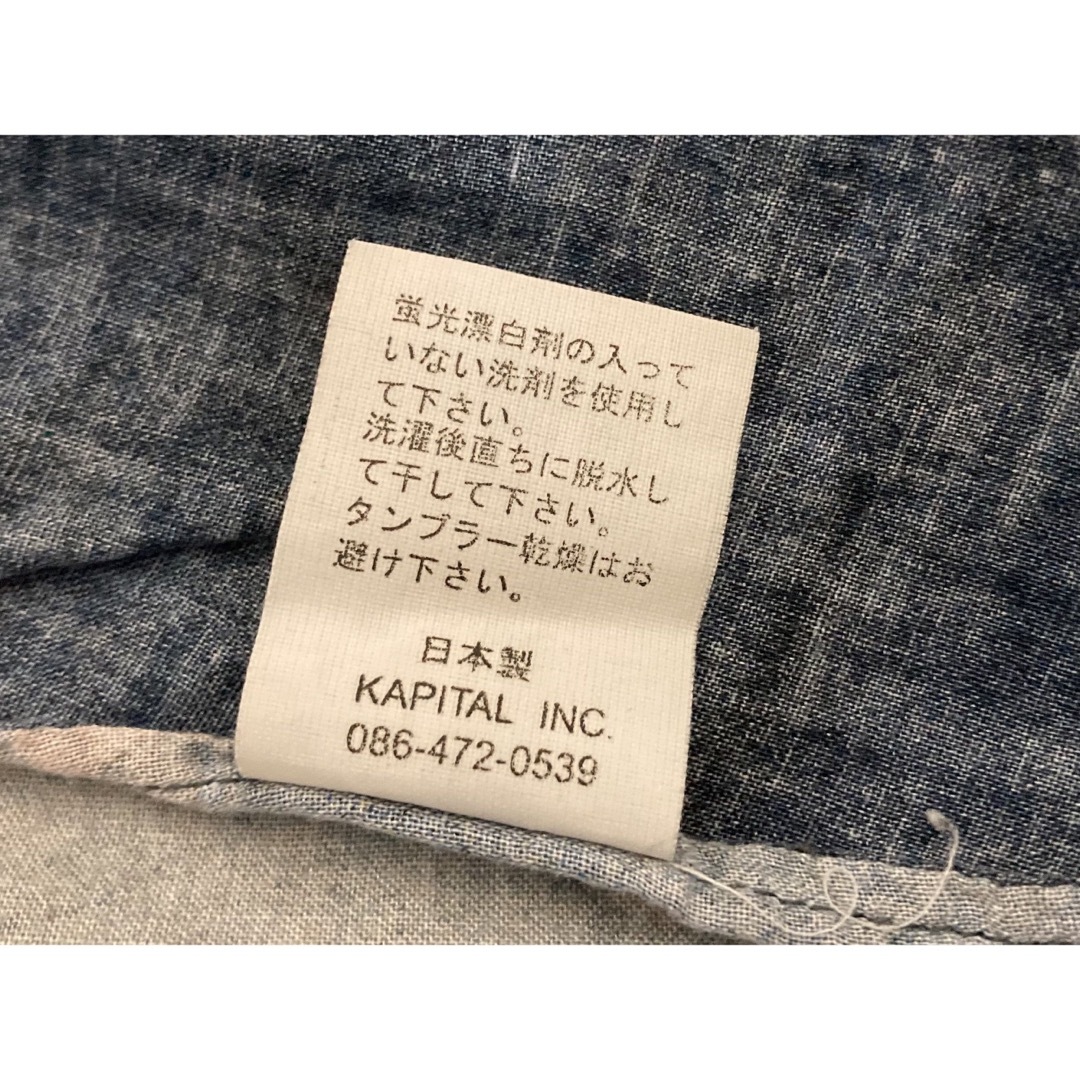 蛍光漂白剤の入って
いない洗剤を使用し
て下さい。
洗濯後直ちに脱水し
て干して下さい。
タンブラー乾燥はお
避け下さい。
日本製
KAPITAL INC.
086-472-0539